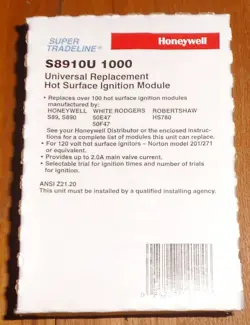 SUPER
TRADELINE®
Honeywell
S8910U 1000
Universal Replacement
Hot Surface Ignition Module
• Replaces over 100 hot surface ignition modules
manufactured by:
HONEYWELL WHITE RODGERS ROBERTSHAW
S89, S890 50E47 HS780
50F47
See your Honeywell Distributor or the enclosed instruc-
tions for a complete list of modules this unit can replace.
• For 120 volt hot surface ignitors – Norton model 201/271
or equivalent.
• Provides up to 2.0A main valve current.
• Selectable trial for ignition times and number of trials
for ignition.
ANSI Z21.20
This unit must be installed by a qualified installing agency.